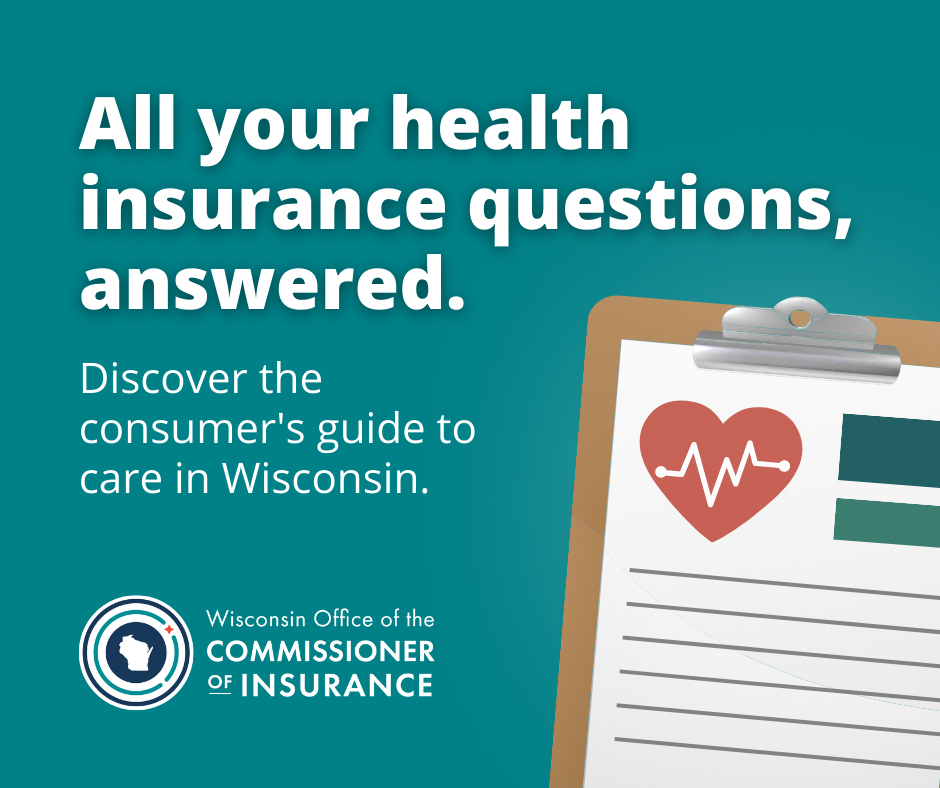 All your health
insurance questions,
answered.
Discover the
consumer's guide to
care in Wisconsin.
Wisconsin Office of the
COMMISSIONER
OF INSURANCE